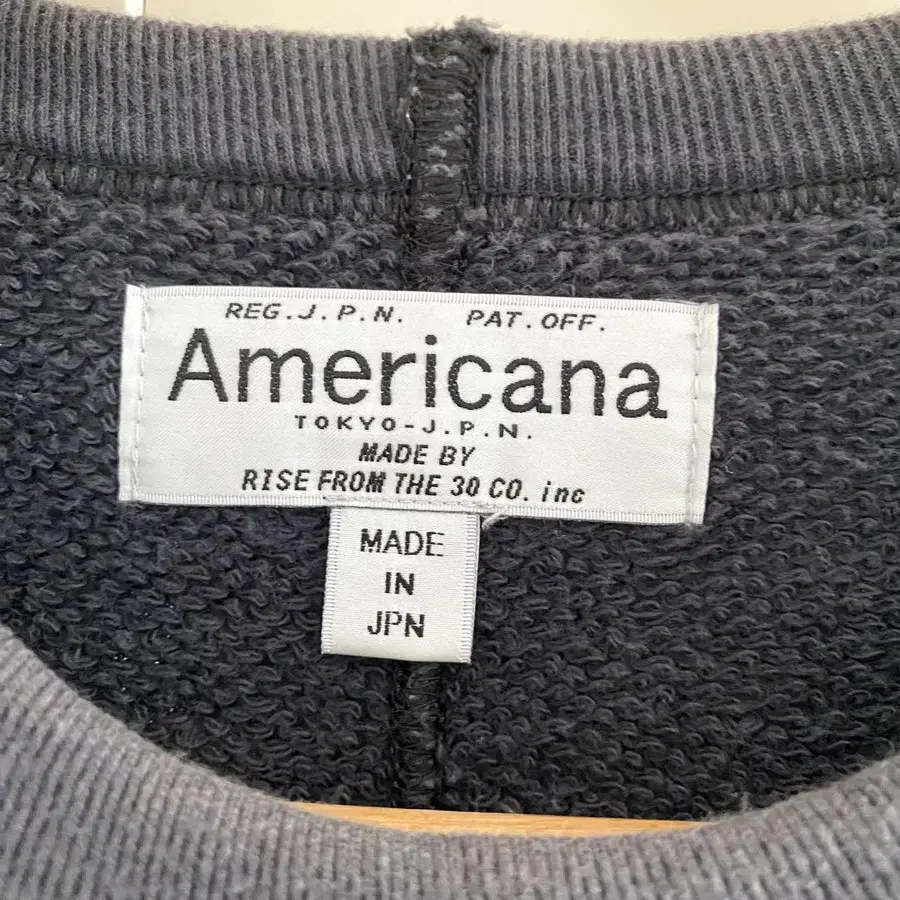 REG.J.P.N. PAT.OFF.
Americana
TOKYO-J.P.N.
MADE BY
RISE FROM THE 30 CO. inc
MADE
IN
JPN